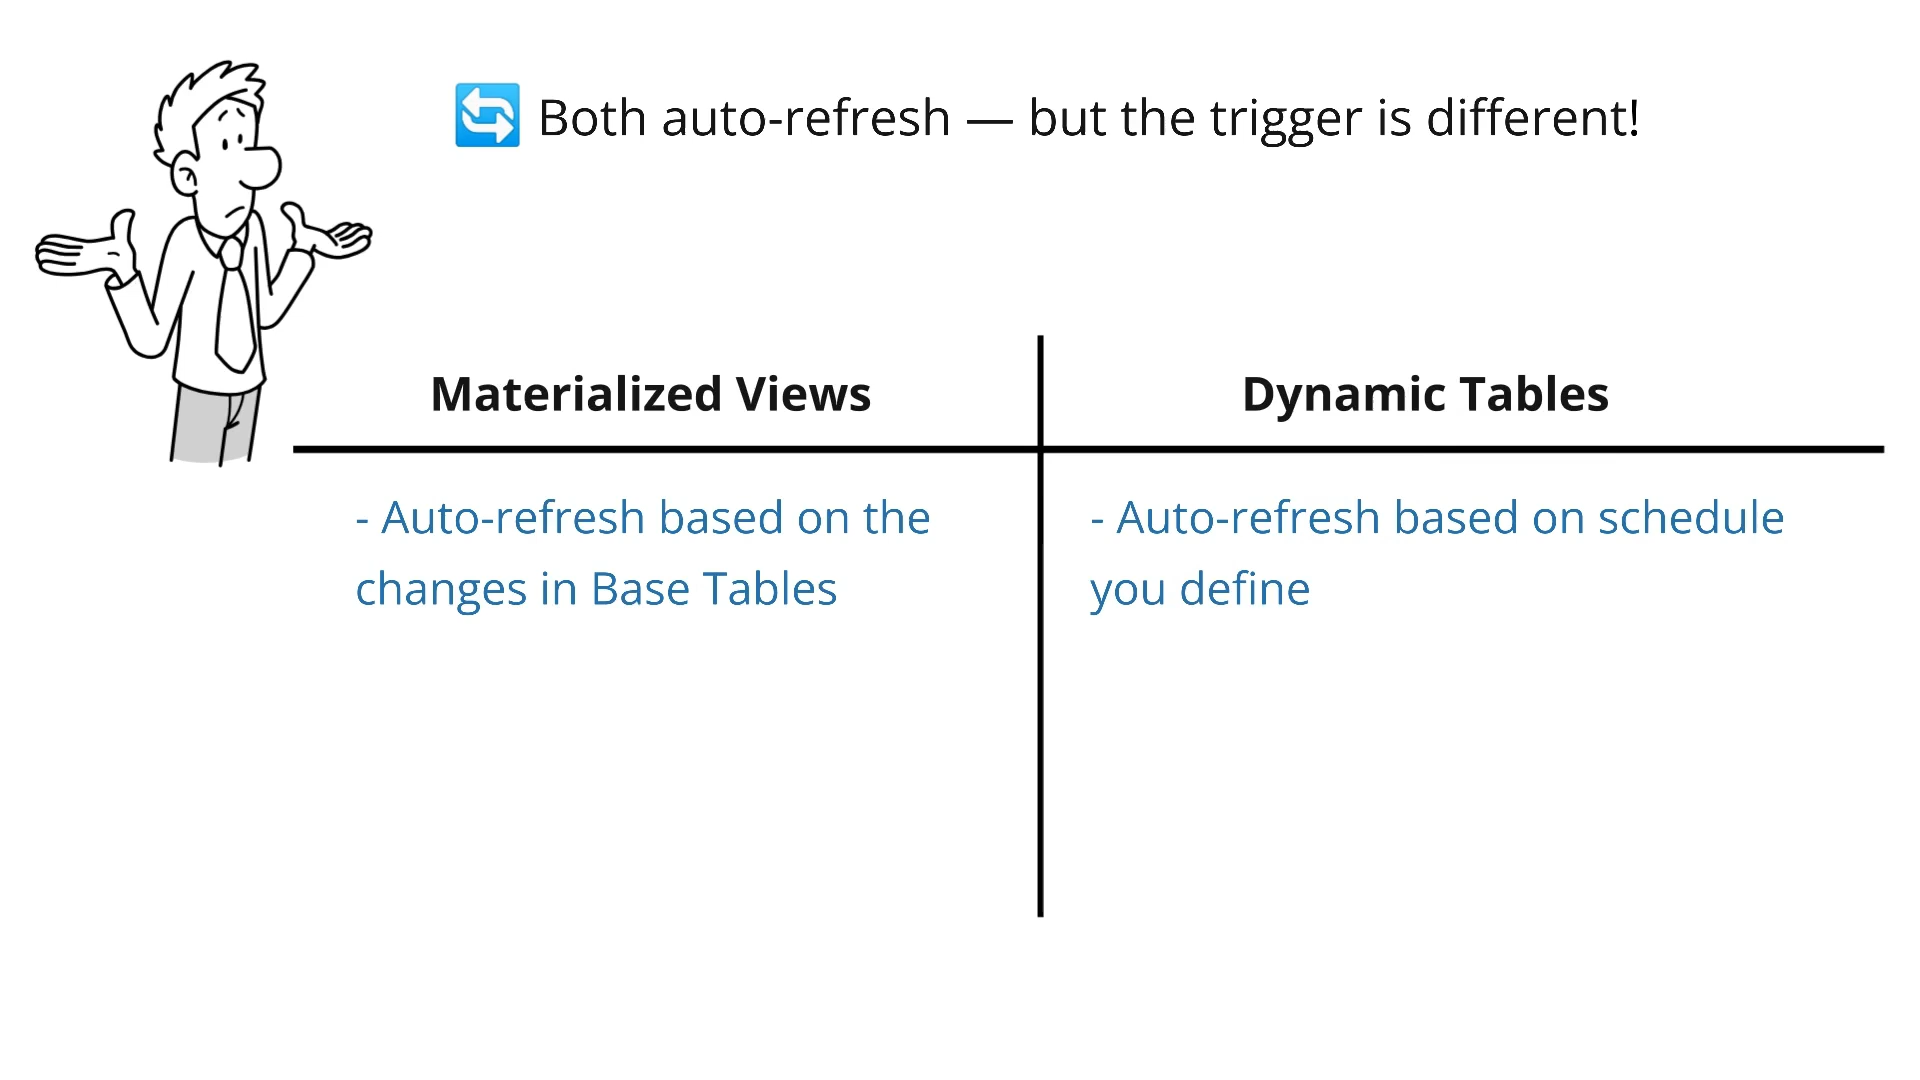 🔄 Both auto-refresh — but the trigger is different!
Materialized Views
Dynamic Tables
- Auto-refresh based on the
changes in Base Tables
- Auto-refresh based on schedule
you define